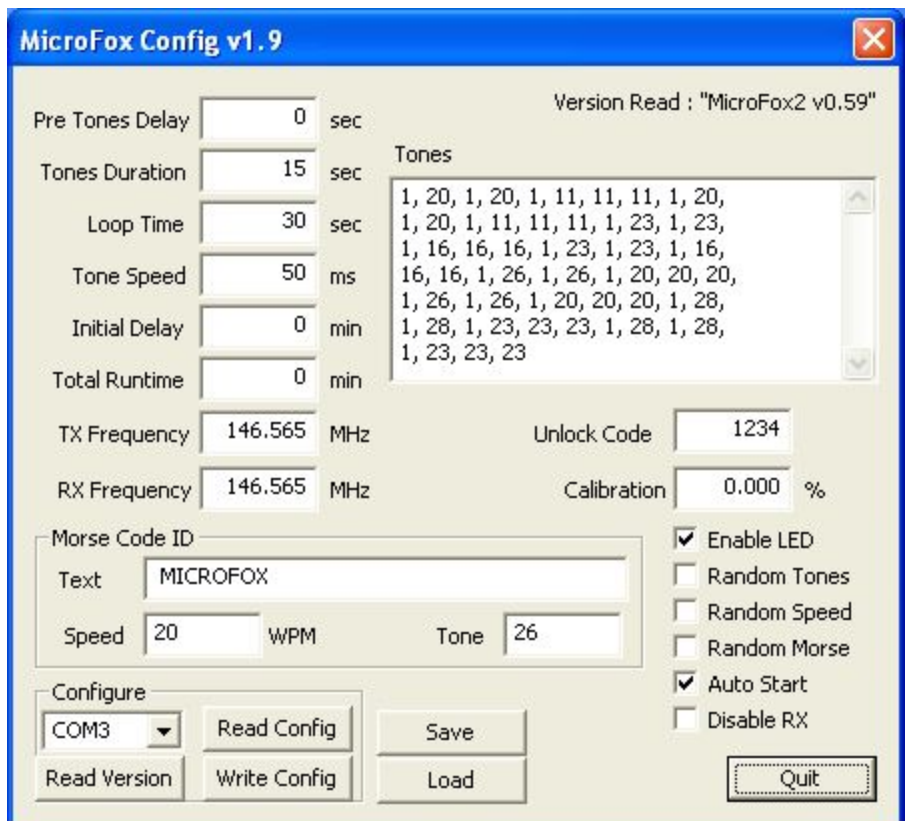 MicroFox Config v1.9
Version Read : "MicroFox2 v0.59"
Pre Tones Delay 0 sec
Tones Duration 15 sec
Loop Time 30 sec
Tone Speed 50 ms
Initial Delay 0 min
Total Runtime 0 min
TX Frequency 146.565 MHz
RX Frequency 146.565 MHz
Tones
1, 20, 1, 20, 1, 11, 11, 11, 1, 20,
1, 20, 1, 11, 11, 11, 1, 23, 1, 23,
1, 16, 16, 16, 1, 23, 1, 23, 1, 16,
16, 16, 1, 26, 1, 26, 1, 20, 20, 20,
1, 26, 1, 26, 1, 20, 20, 20, 1, 28,
1, 28, 1, 23, 23, 23, 1, 28, 1, 28,
1, 23, 23, 23
Unlock Code 1234
Calibration 0.000 %
Morse Code ID
Text MICROFOX
Speed 20 WPM Tone 26
Enable LED
Random Tones
Random Speed
Random Morse
Auto Start
Disable RX
Configure
COM3 Read Config
Read Version Write Config
Save
Load
Quit